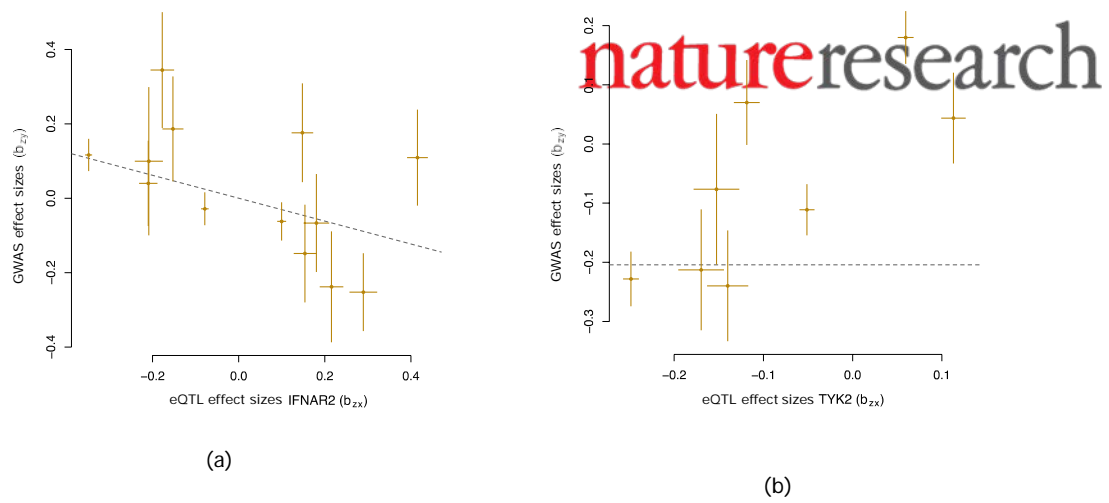 natureresearch
GWAS effect sizes (bzy)
0.4
0.2
0.0
−0.2
−0.4
−0.2
0.0
0.2
0.4
eQTL effect sizes IFNAR2 (bzx)
(a)
GWAS effect sizes (bzy)
0.2
0.1
0.0
−0.1
−0.2
−0.3
−0.2
−0.1
0.0
0.1
eQTL effect sizes TYK2 (bzx)
(b)